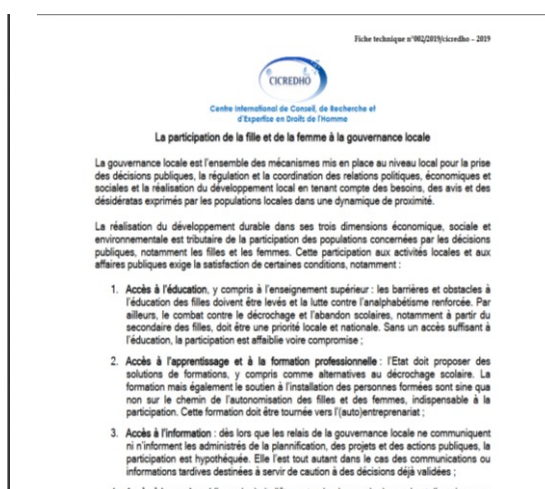 Fiche technique n°002/2019/cicredho – 2019
CICREDHO
Centre International de Conseil, de Recherche et
d'Expertise en Droits de l'Homme
La participation de la fille et de la femme à la gouvernance locale
La gouvernance locale est l'ensemble des mécanismes mis en place au niveau local pour la prise
des décisions publiques, la régulation et la coordination des relations politiques, économiques et
sociales et la réalisation du développement local en tenant compte des besoins, des avis et des
désidératas exprimés par les populations locales dans une dynamique de proximité.
La réalisation du développement durable dans ses trois dimensions économique, sociale et
environnementale est tributaire de la participation des populations concernées par les décisions
publiques, notamment les filles et les femmes. Cette participation aux activités locales et aux
affaires publiques exige la satisfaction de certaines conditions, notamment :
1. Accès à l'éducation, y compris à l'enseignement supérieur : les barrières et obstacles à
l'éducation des filles doivent être levés et la lutte contre l'analphabétisme renforcée. Par
ailleurs, le combat contre le décrochage et l'abandon scolaires, notamment à partir du
secondaire des filles, doit être une priorité locale et nationale. Sans un accès suffisant à
l'éducation, la participation est affaiblie voire compromise ;
2. Accès à l'apprentissage et à la formation professionnelle : l'Etat doit proposer des
solutions de formations, y compris comme alternatives au décrochage scolaire. La
formation mais également le soutien à l'installation des personnes formées sont sine qua
non sur le chemin de l'autonomisation des filles et des femmes, indispensable à la
participation. Cette formation doit être tournée vers l'(auto)entreprenariat ;
3. Accès à l'information : dès lors que les relais de la gouvernance locale ne communiquent
ni n'informent les administrés de la plannification, des projets et des actions publiques, la
participation est hypothéquée. Elle l'est tout autant dans le cas des communications ou
informations tardives destinées à servir de caution à des décisions déjà validées ;